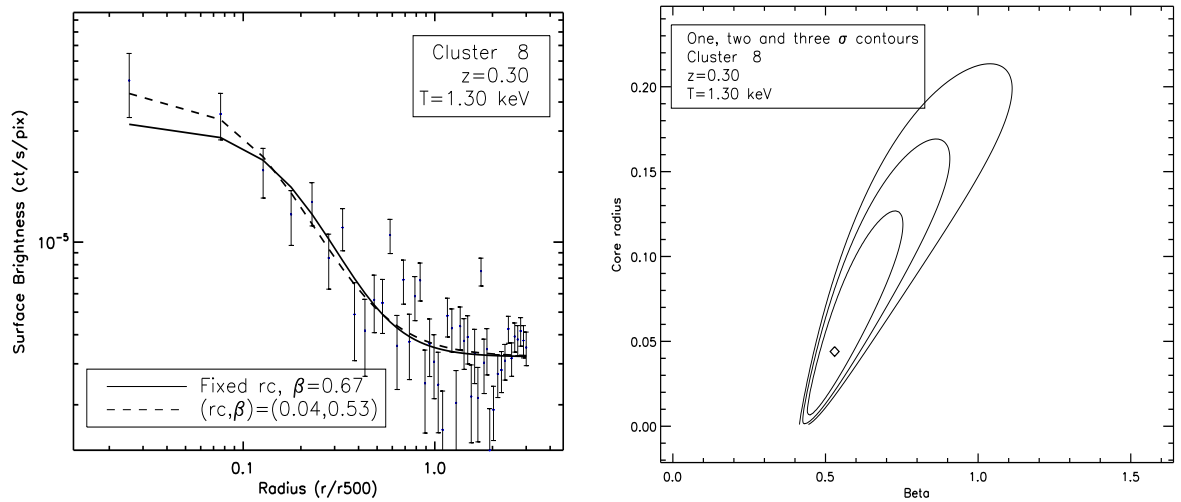 Cluster 8
z=0.30
T=1.30 keV
Surface Brightness (ct/s/pix)
10⁻⁵
Fixed rc, β=0.67
(rc,β)=(0.04,0.53)
0.1 1.0
Radius (r/r500)
One, two and three σ contours
Cluster 8
z=0.30
T=1.30 keV
Core radius
0.20
0.15
0.10
0.05
0.00
0.0 0.5 1.0 1.5
Beta